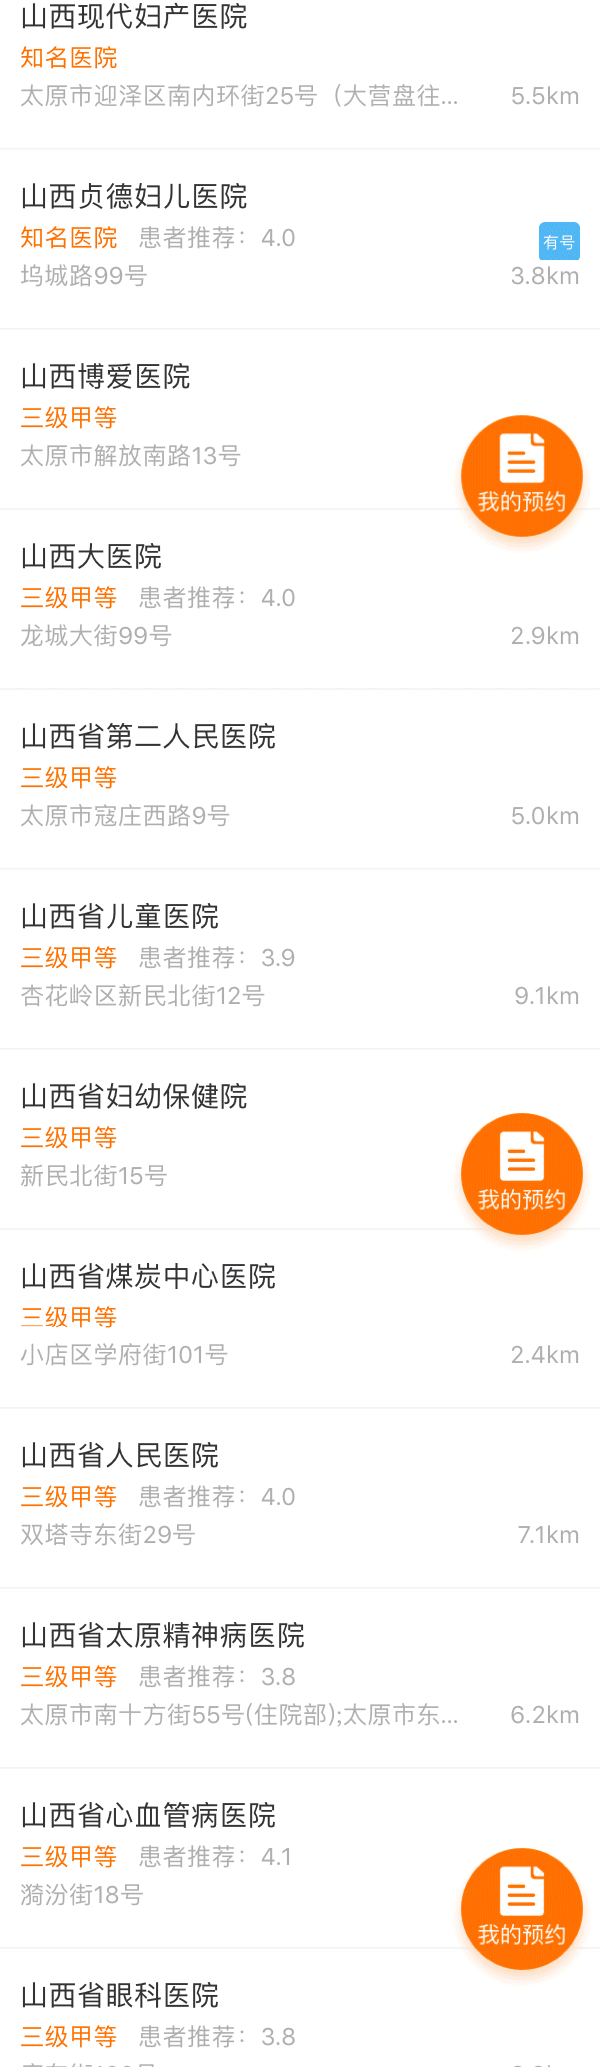 山西现代妇产医院
知名医院
太原市迎泽区南内环街25号（大营盘往... 5.5km
山西贞德妇儿医院
知名医院 患者推荐：4.0 有号
坞城路99号 3.8km
山西博爱医院
三级甲等
太原市解放南路13号
我的预约
山西大医院
三级甲等 患者推荐：4.0
龙城大街99号 2.9km
山西省第二人民医院
三级甲等
太原市寇庄西路9号 5.0km
山西省儿童医院
三级甲等 患者推荐：3.9
杏花岭区新民北街12号 9.1km
山西省妇幼保健院
三级甲等
新民北街15号
我的预约
山西省煤炭中心医院
三级甲等
小店区学府街101号 2.4km
山西省人民医院
三级甲等 患者推荐：4.0
双塔寺东街29号 7.1km
山西省太原精神病医院
三级甲等 患者推荐：3.8
太原市南十方街55号(住院部);太原市东... 6.2km
山西省心血管病医院
三级甲等 患者推荐：4.1
漪汾街18号
我的预约
山西省眼科医院
三级甲等 患者推荐：3.8